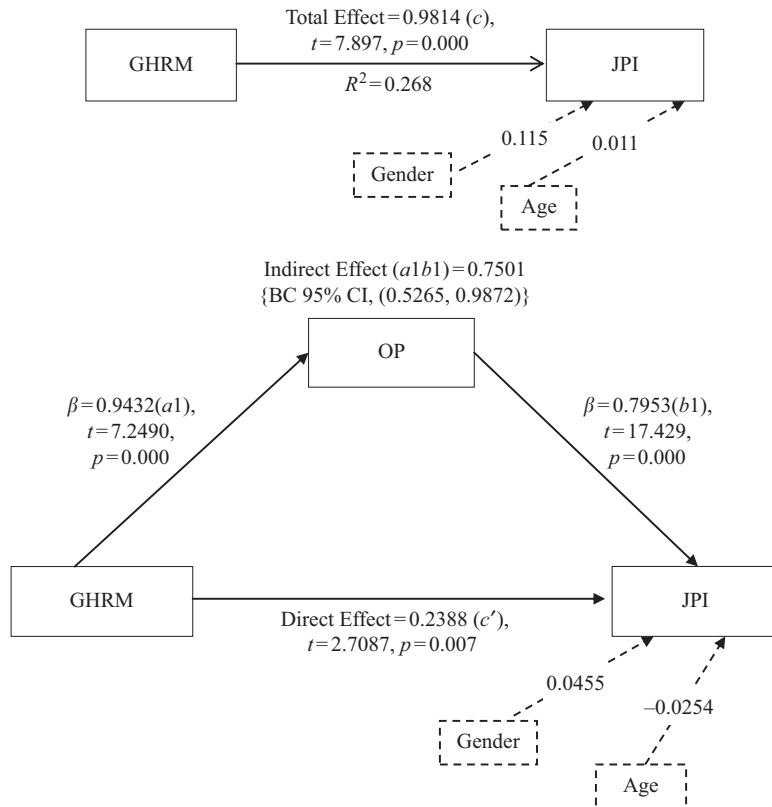 Total Effect=0.9814 (c),
t=7.897, p=0.000
GHRM
JPI
R²=0.268
0.115
0.011
Gender
Age
Indirect Effect (a1b1)=0.7501
{BC 95% CI, (0.5265, 0.9872)}
OP
β=0.9432(a1),
t=7.2490,
p=0.000
β=0.7953(b1),
t=17.429,
p=0.000
GHRM
JPI
Direct Effect=0.2388 (c′),
t=2.7087, p=0.007
0.0455
–0.0254
Gender
Age